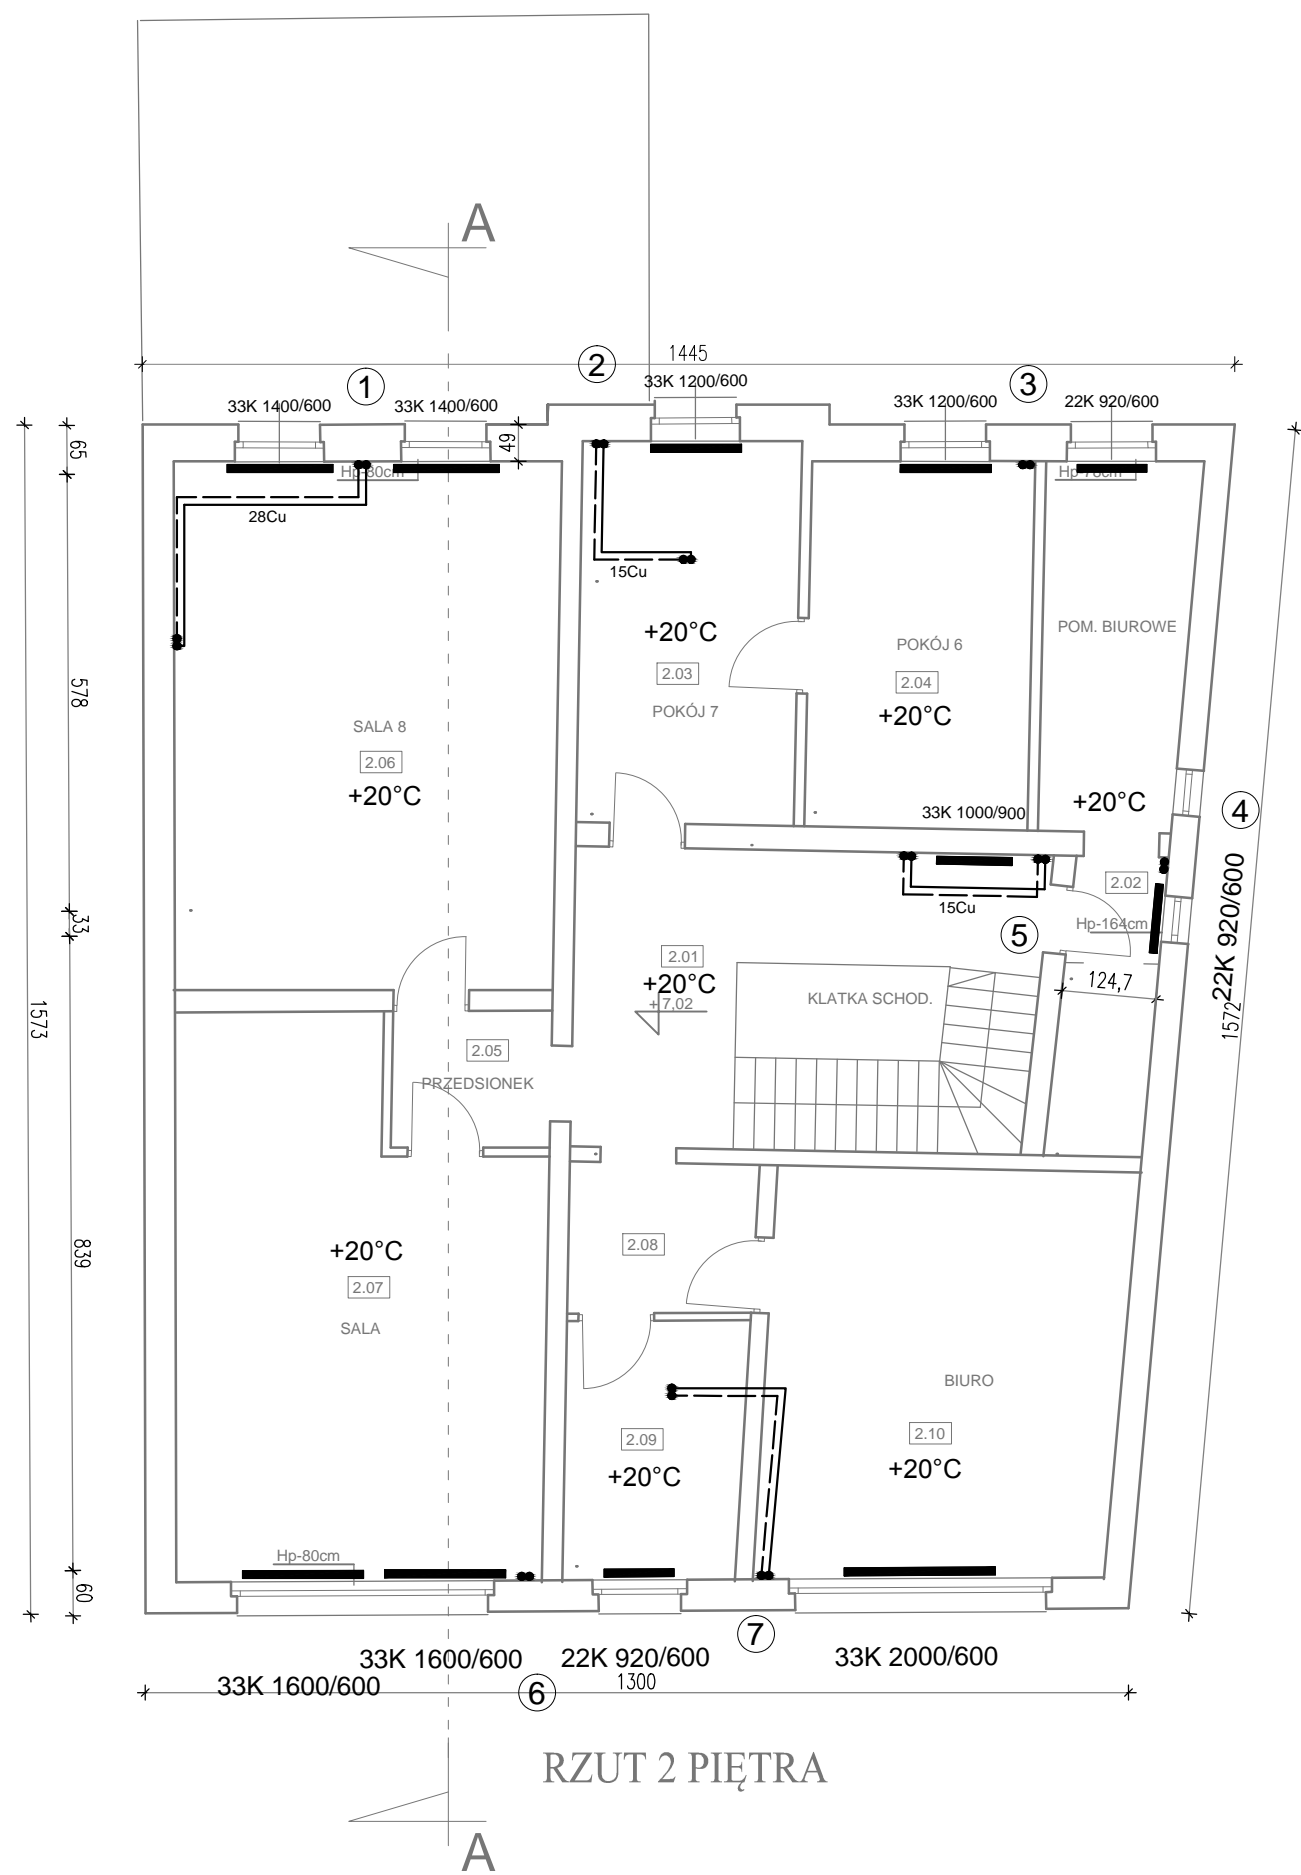 A
1445
1
2
3
33K 1400/600
33K 1400/600
33K 1200/600
33K 1200/600
22K 920/600
65
49
Hp-80cm
28Cu
15Cu
+20°C
2.03
POKÓJ 7
POKÓJ 6
2.04
+20°C
POM. BIUROWE
578
SALA 8
2.06
+20°C
+20°C
33K 1000/900
4
2.02
15Cu
Hp-164cm
5
22K 920/600
33
2.01
+20°C
+ 7,02
KLATKA SCHOD.
124,7
1573
1572
2.05
PRZEDSIONEK
839
+20°C
2.07
SALA
2.08
BIURO
2.09
+20°C
2.10
+20°C
Hp-80cm
60
7
33K 1600/600
33K 1600/600
22K 920/600
33K 2000/600
6
1300
RZUT 2 PIĘTRA
A